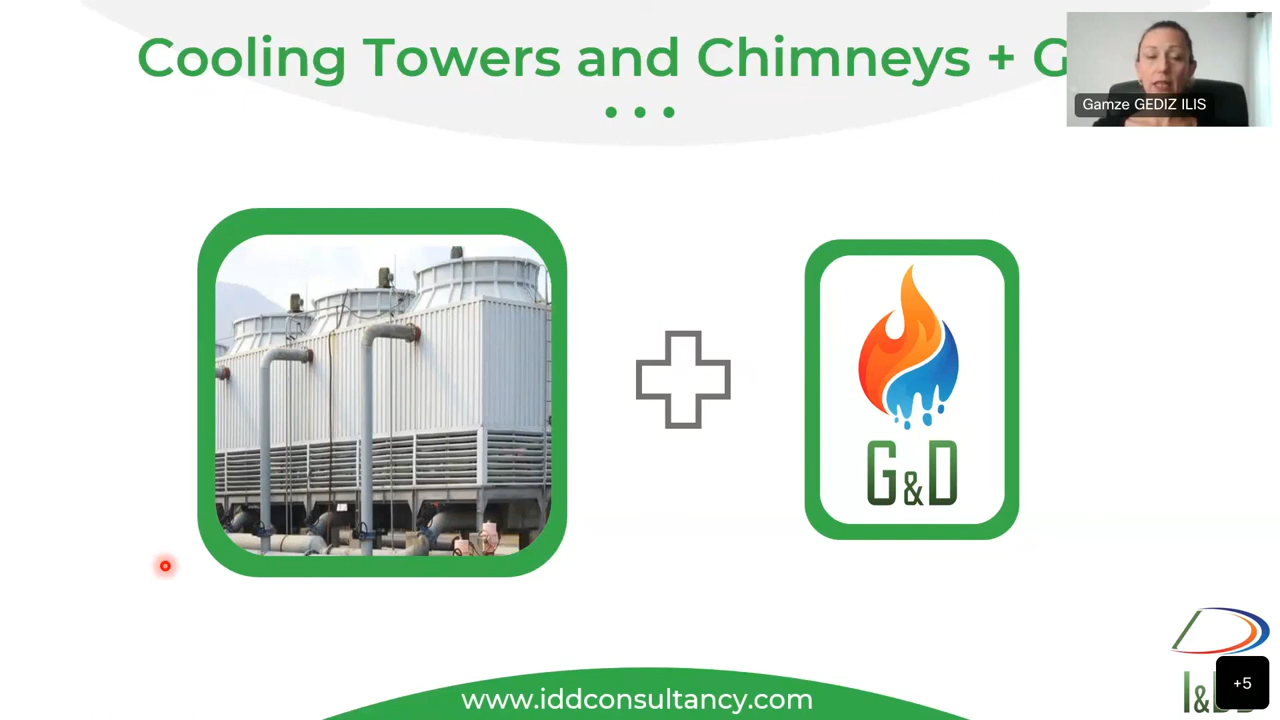 Cooling Towers and Chimneys + G
Gamze GEDIZ ILIS
G&D
www.iddconsultancy.com
+5